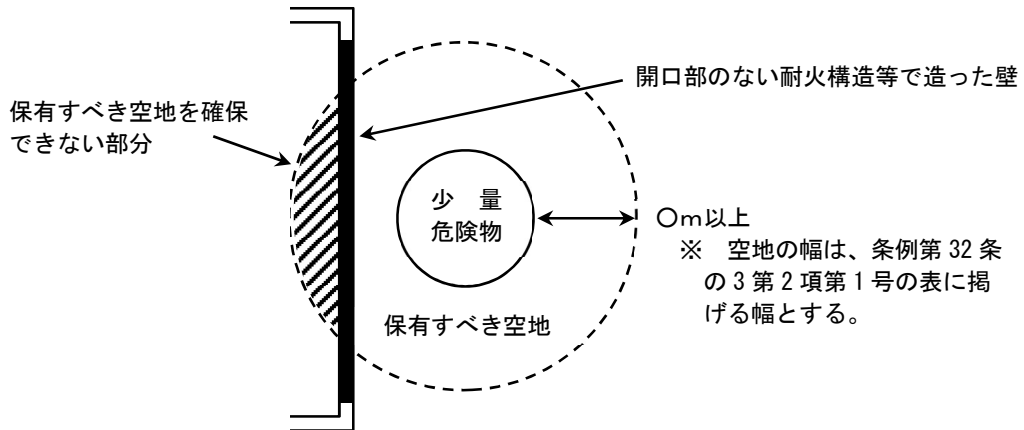 開口部のない耐火構造等で造った壁
保有すべき空地を確保
できない部分
少　量
危険物
〇ｍ以上
※　空地の幅は、条例第 32 条
の 3 第 2 項第 1 号の表に掲
げる幅とする。
保有すべき空地